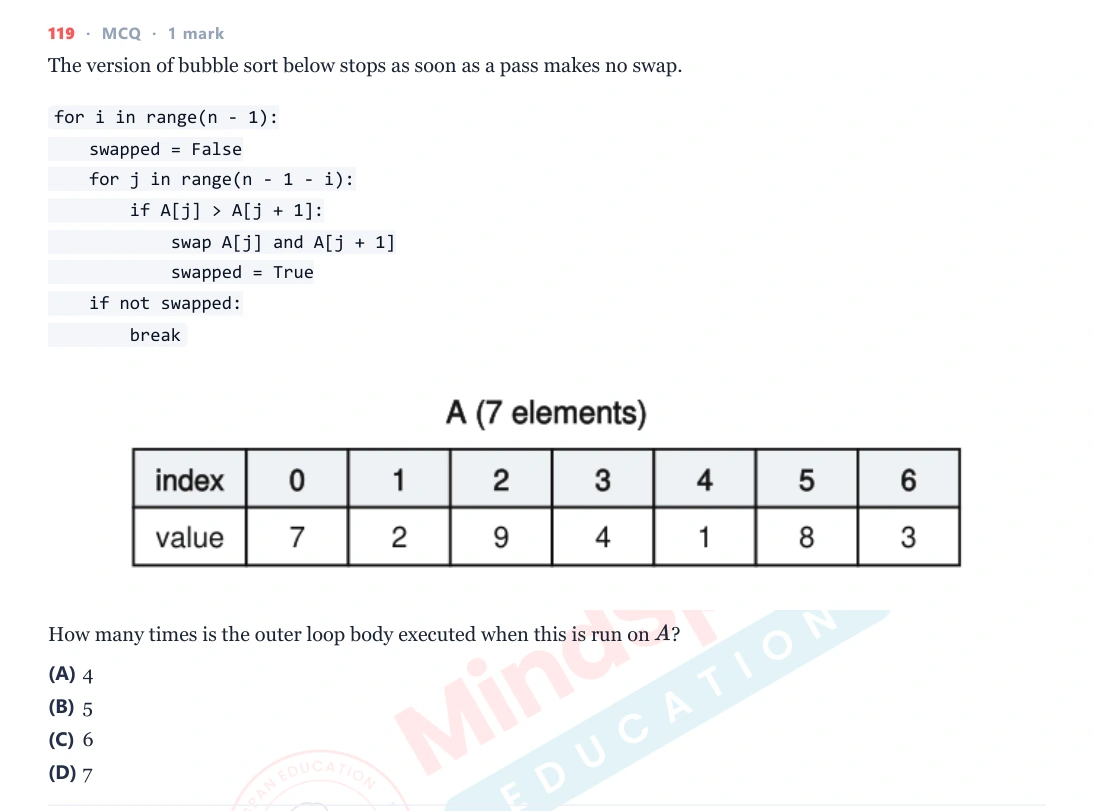 119 · MCQ · 1 mark
The version of bubble sort below stops as soon as a pass makes no swap.
for i in range(n - 1):
    swapped = False
    for j in range(n - 1 - i):
        if A[j] > A[j + 1]:
            swap A[j] and A[j + 1]
            swapped = True
    if not swapped:
        break
A (7 elements)
index 0 1 2 3 4 5 6
value 7 2 9 4 1 8 3
How many times is the outer loop body executed when this is run on A?
(A) 4
(B) 5
(C) 6
(D) 7
EDUCATION
EDUCATION